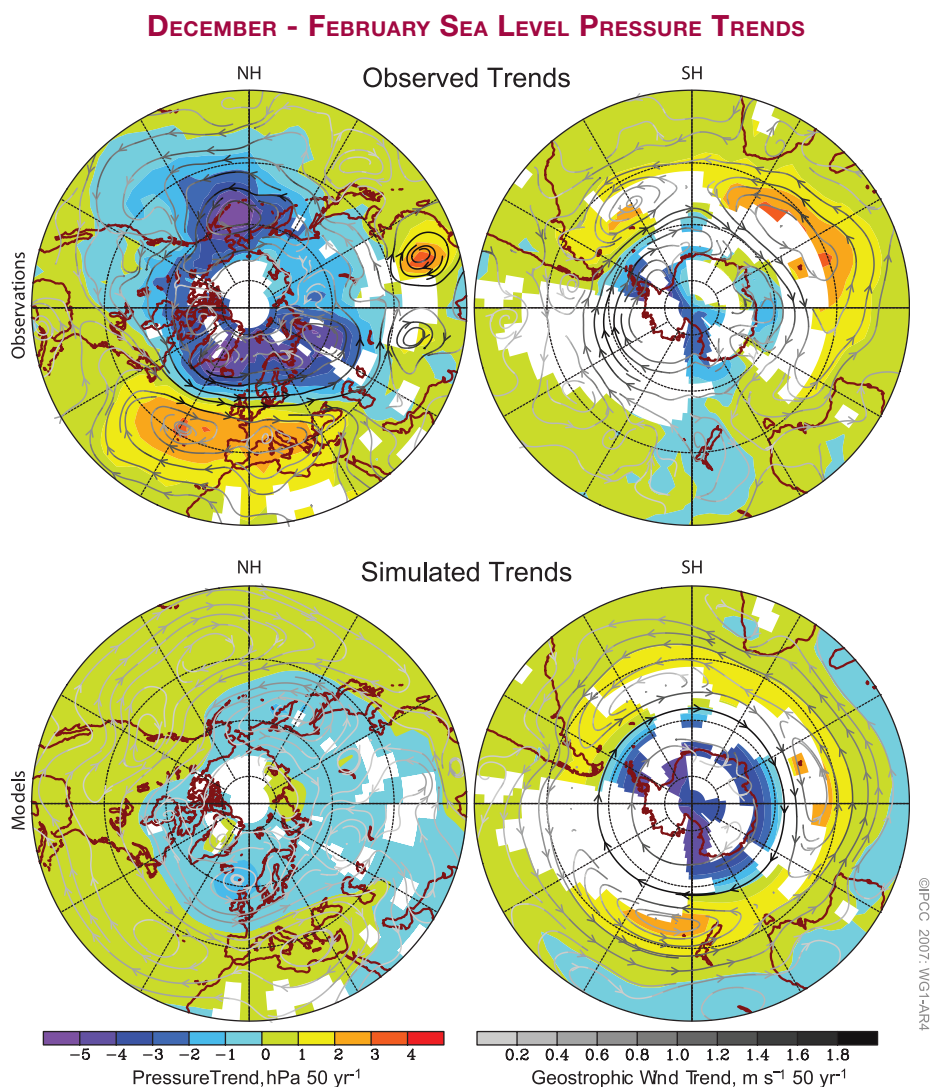 DECEMBER - FEBRUARY SEA LEVEL PRESSURE TRENDS
NH
Observed Trends
SH
Observations
NH
Simulated Trends
SH
Models
©IPCC 2007: WG1-AR4
−5 −4 −3 −2 −1 0 1 2 3 4
PressureTrend,hPa 50 yr⁻¹
0.2 0.4 0.6 0.8 1.0 1.2 1.4 1.6 1.8
Geostrophic Wind Trend, m s⁻¹ 50 yr⁻¹